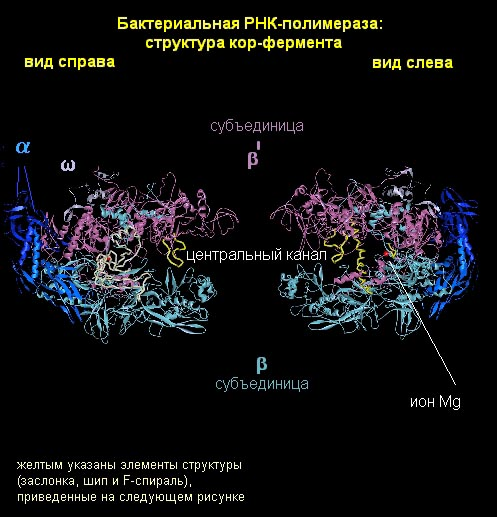 Бактериальная РНК-полимераза:
структура кор-фермента
вид справа
вид слева
субъединица
β'
α
ω
центральный канал
β
субъединица
ион Mg
желтым указаны элементы структуры
(заслонка, шип и F-спираль),
приведенные на следующем рисунке